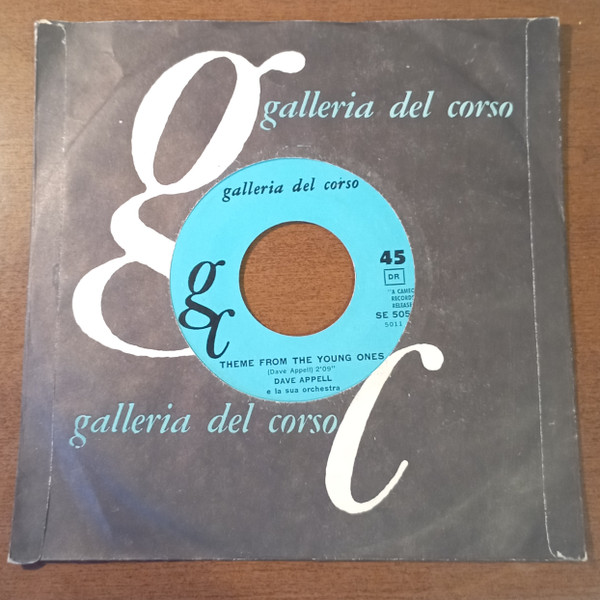 g
galleria del corso
galleria del corso
45
DR
"A CAMEO
RECORDS
RELEASE
SE 505
5011
gc
THEME FROM THE YOUNG ONES
(Dave Appell) 2'09"
DAVE APPELL
e la sua orchestra
c
galleria del corso